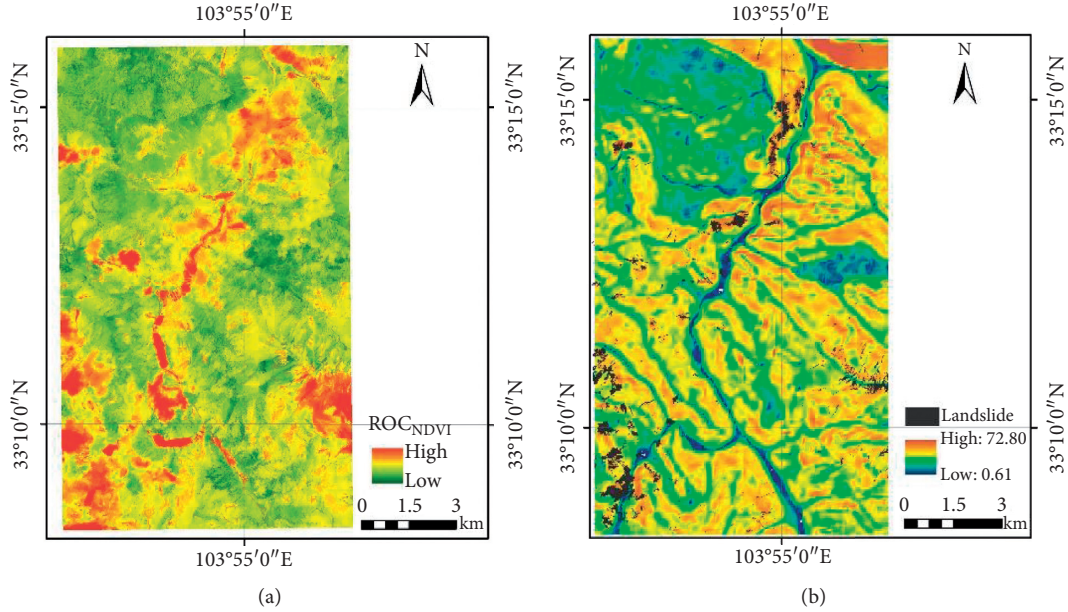 103°55′0″E
N
33°15′0″N
33°15′0″N
33°10′0″N
33°10′0″N
ROC_NDVI
High
Low
0 1.5 3
km
103°55′0″E
(a)
103°55′0″E
N
33°15′0″N
33°15′0″N
33°10′0″N
33°10′0″N
Landslide
High: 72.80
Low: 0.61
0 1.5 3
km
103°55′0″E
(b)